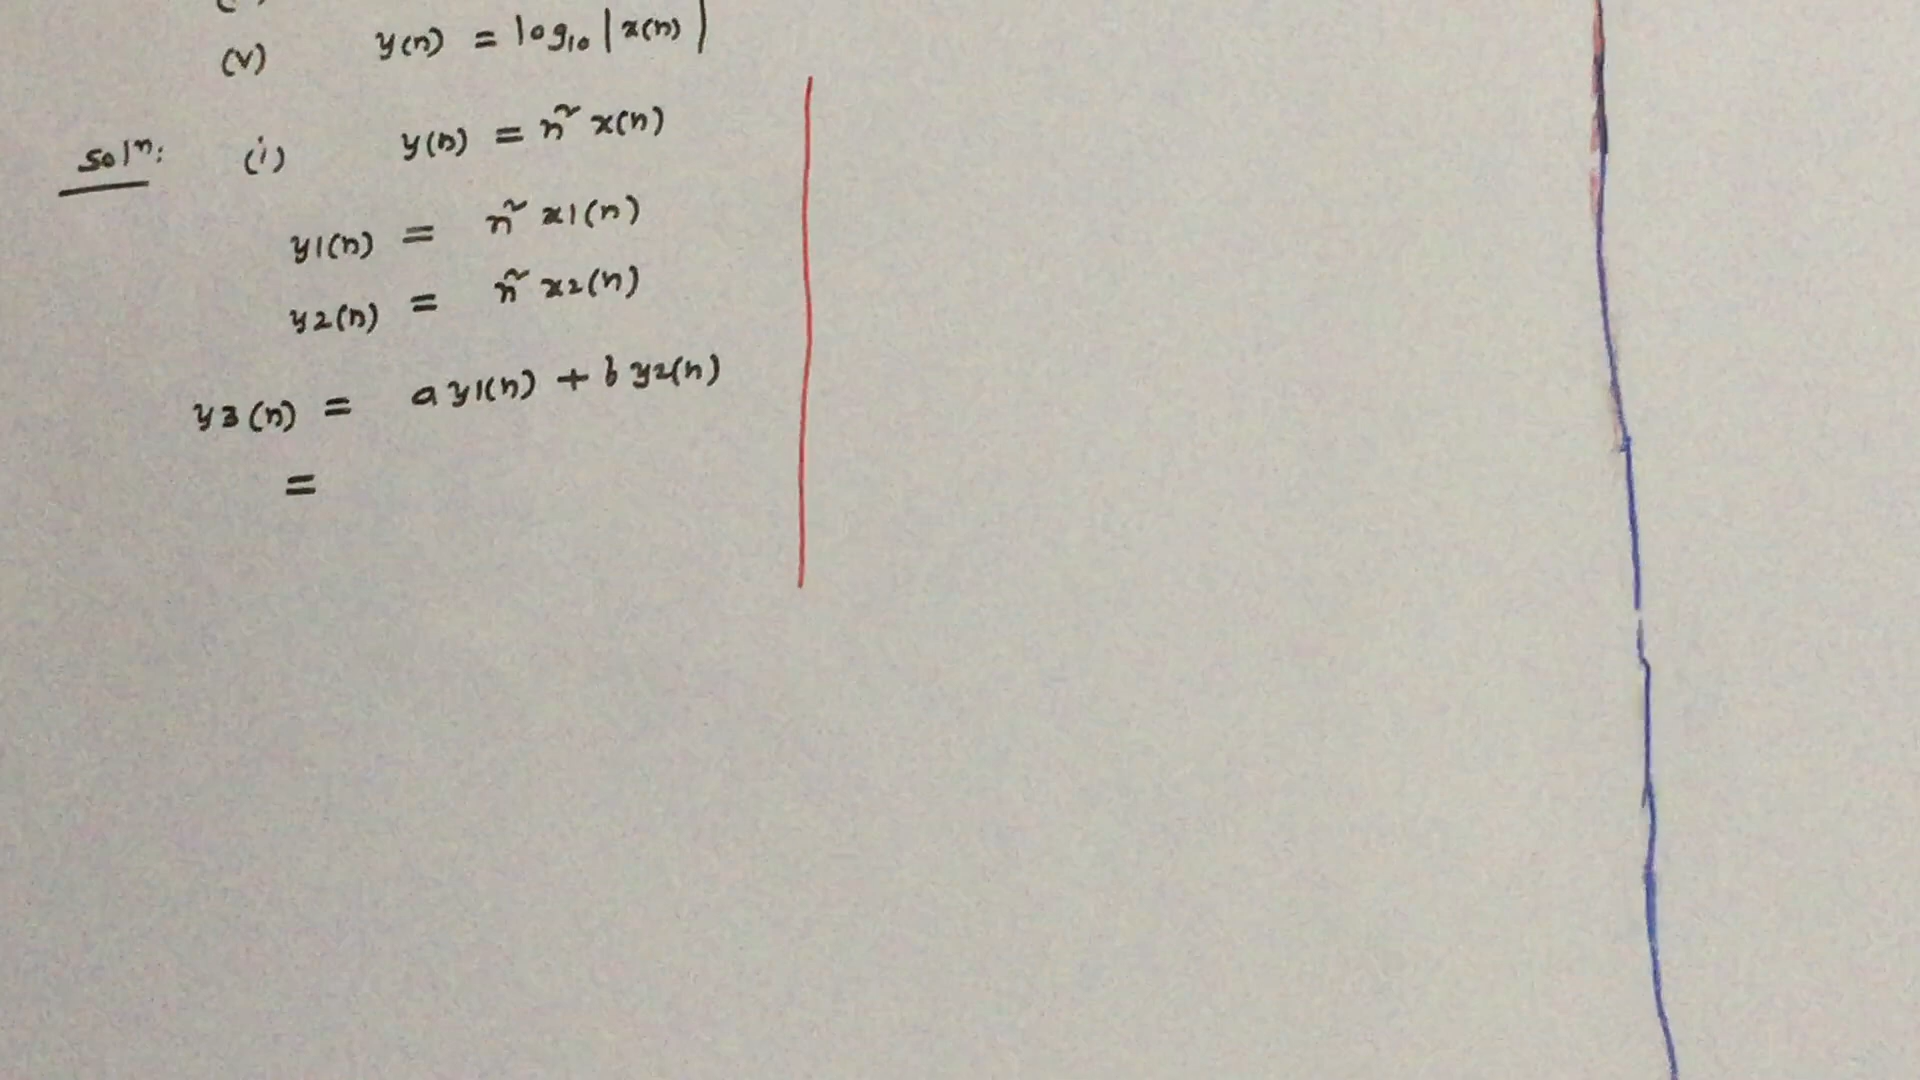 (v) y(n) = log₁₀ |x(n)|
Solⁿ: (i) y(n) = n² x(n)
y1(n) = n² x1(n)
y2(n) = n² x2(n)
y3(n) = a y1(n) + b y2(n)
=